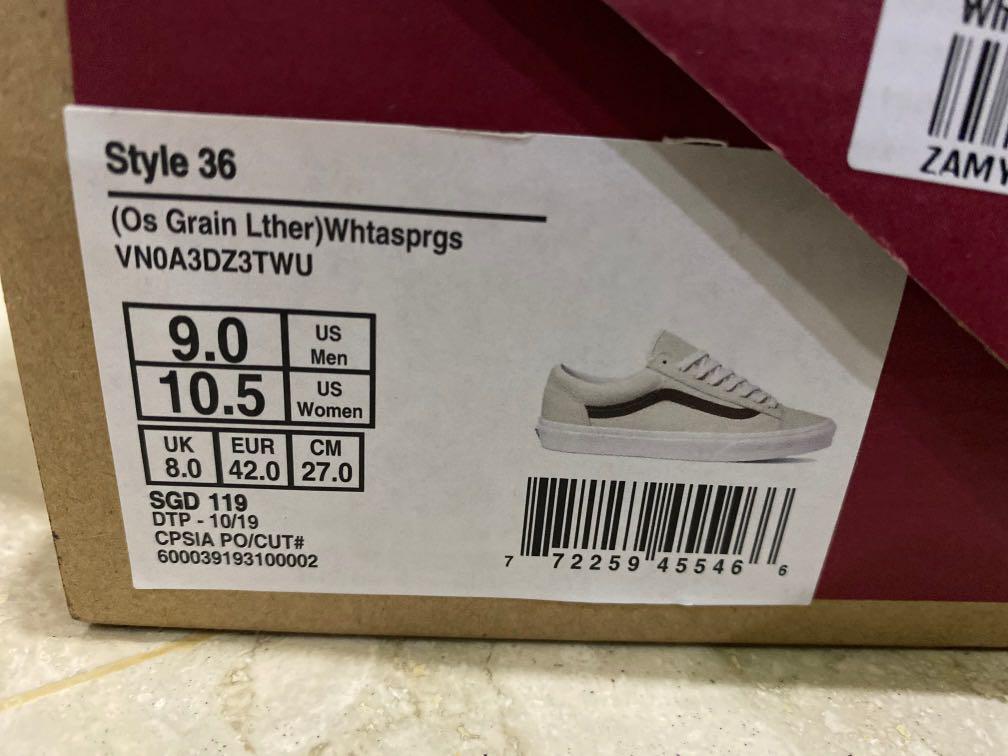 Style 36
(Os Grain Lther)Whtasprgs
VN0A3DZ3TWU
9.0 US Men
10.5 US Women
UK EUR CM
8.0 42.0 27.0
SGD 119
DTP - 10/19
CPSIA PO/CUT#
600039193100002
7 72259 45546 6
Wh
ZAMY